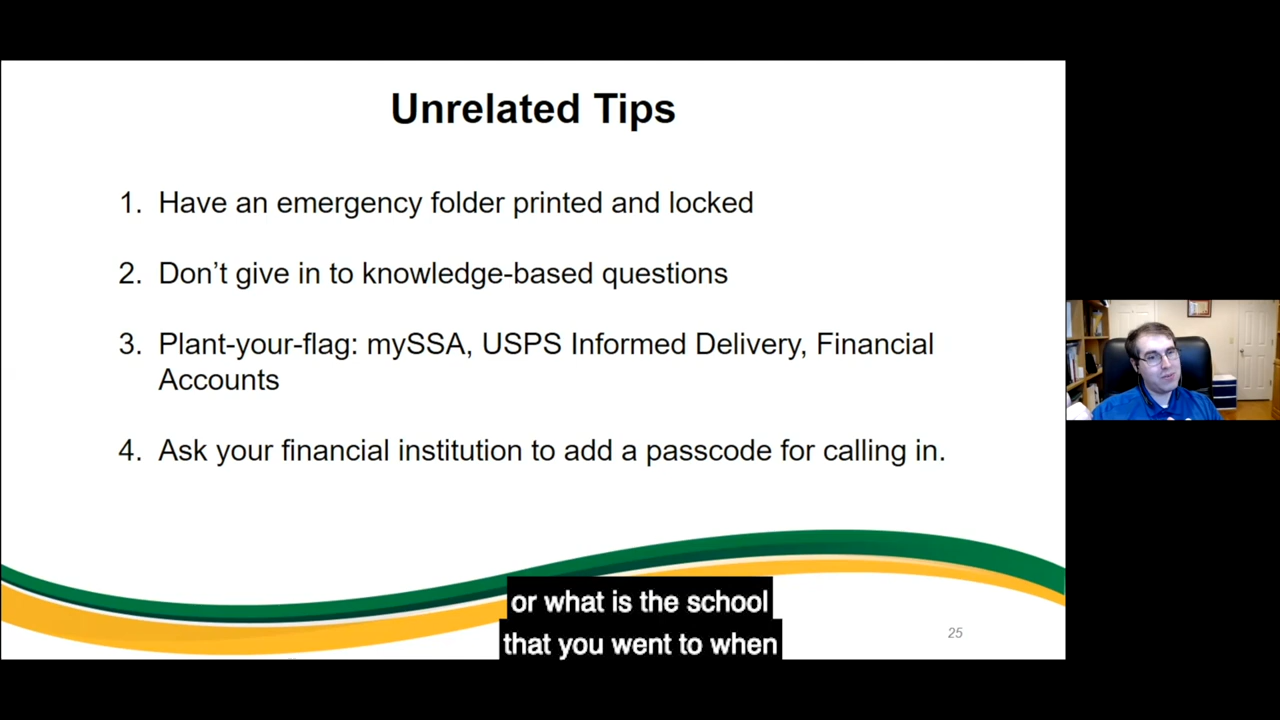 Unrelated Tips
1. Have an emergency folder printed and locked
2. Don’t give in to knowledge-based questions
3. Plant-your-flag: mySSA, USPS Informed Delivery, Financial
Accounts
4. Ask your financial institution to add a passcode for calling in.
or what is the school
that you went to when
25